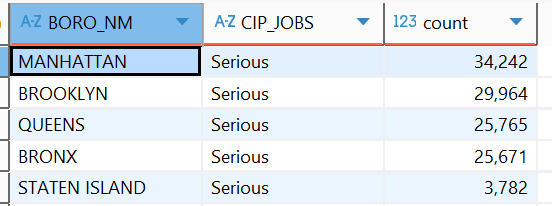 A-Z BORO_NM A-Z CIP_JOBS 123 count
MANHATTAN Serious 34,242
BROOKLYN Serious 29,964
QUEENS Serious 25,765
BRONX Serious 25,671
STATEN ISLAND Serious 3,782